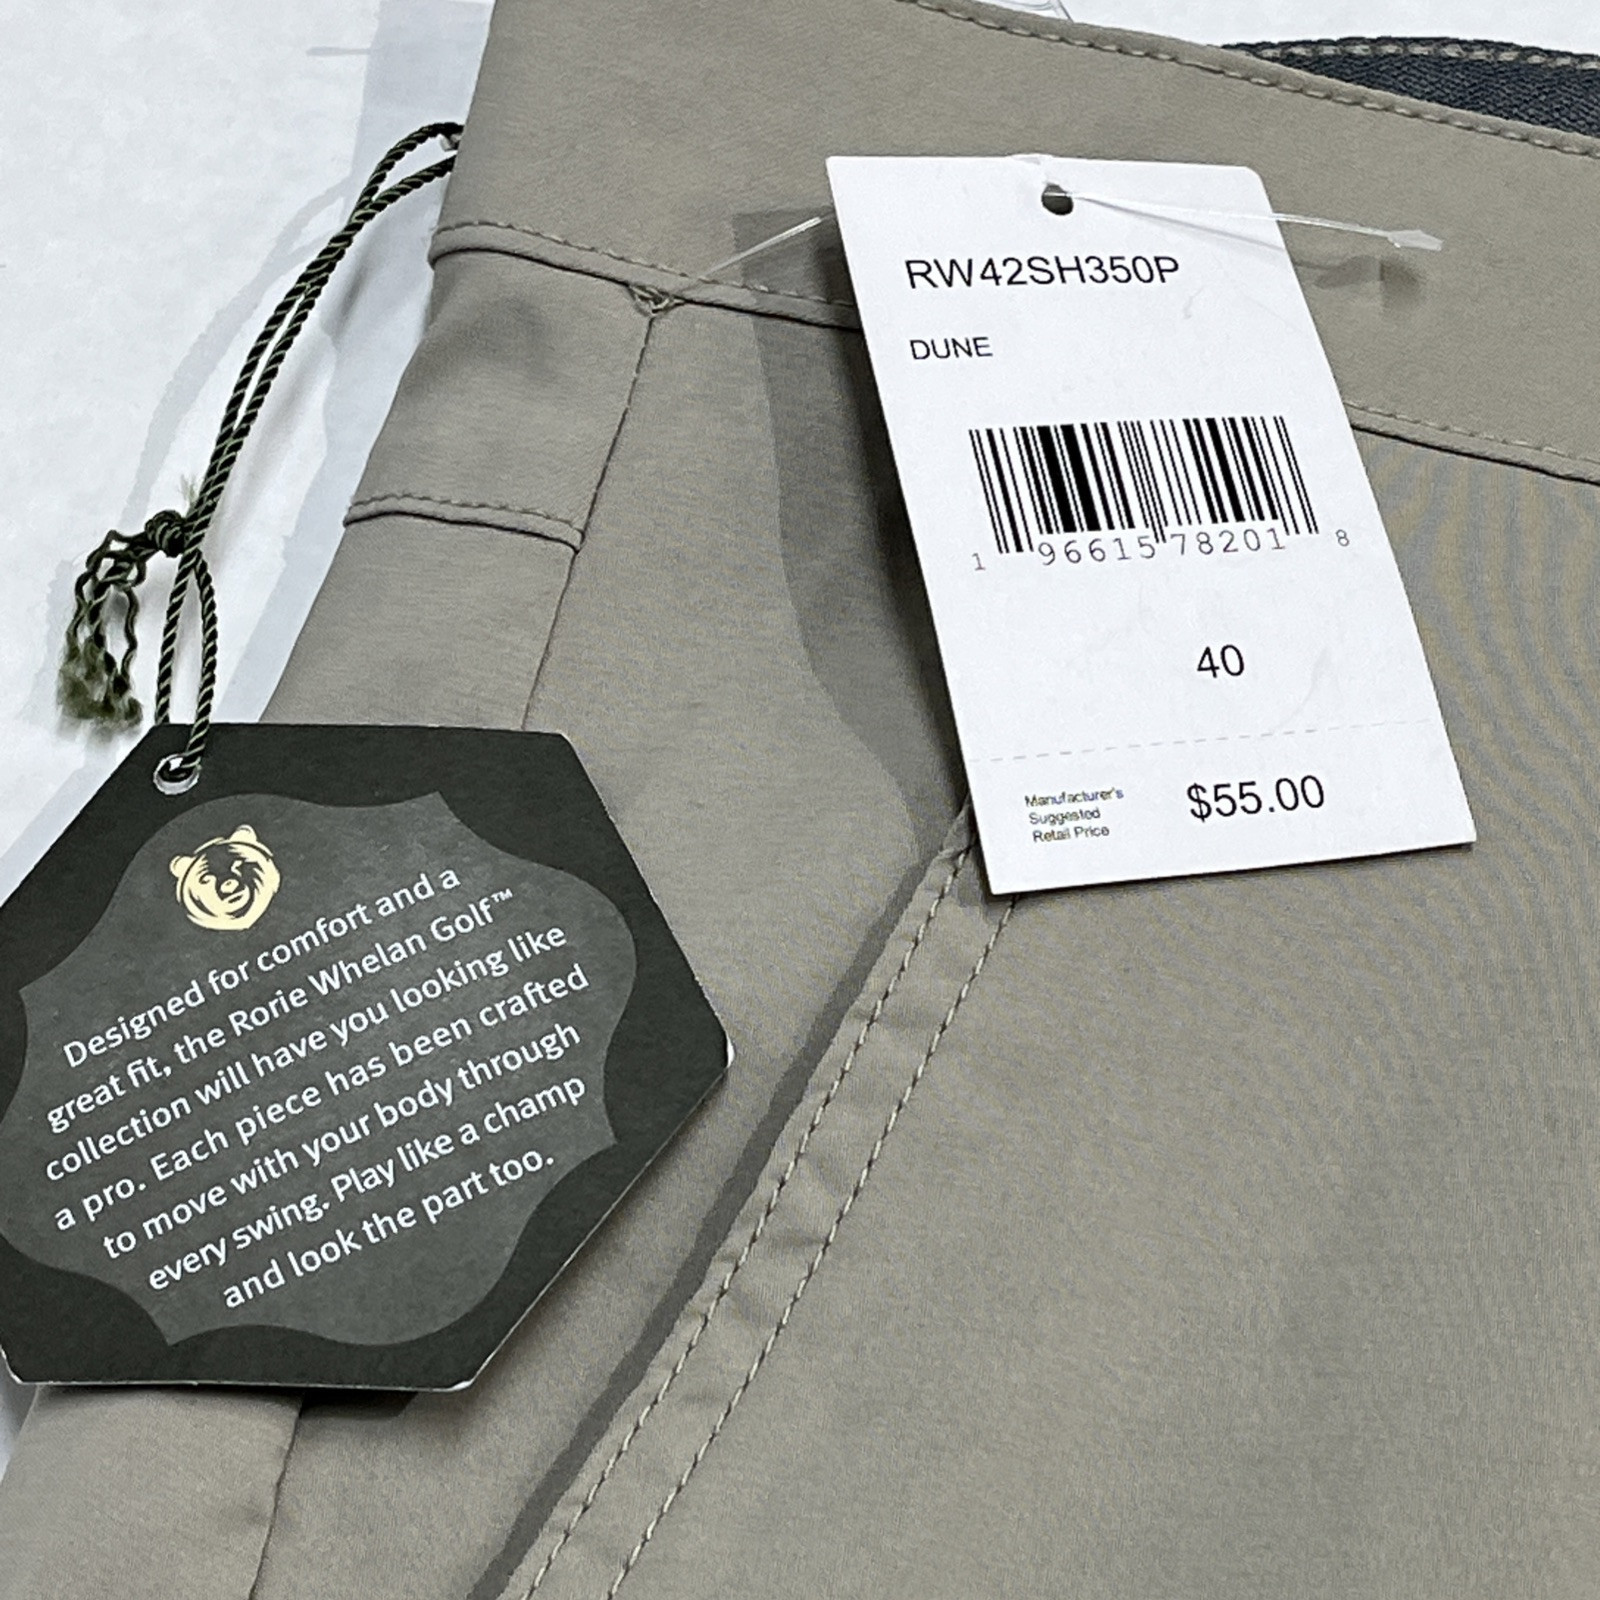 RW42SH350P
DUNE
1 96615 78201 8
40
Manufacturer's
Suggested
Retail Price
$55.00
Designed for comfort and a
great fit, the Rorie Whelan Golf™
collection will have you looking like
a pro. Each piece has been crafted
to move with your body through
every swing. Play like a champ
and look the part too.